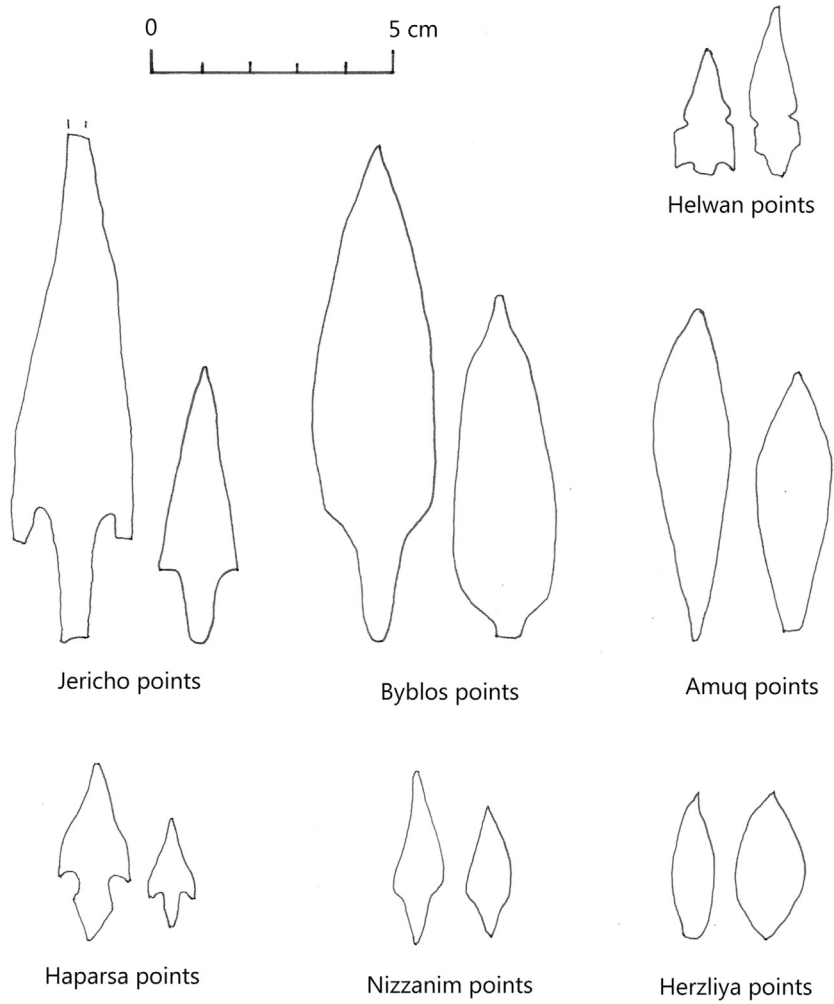 0 5 cm
Helwan points
Jericho points
Byblos points
Amuq points
Haparsa points
Nizzanim points
Herzliya points